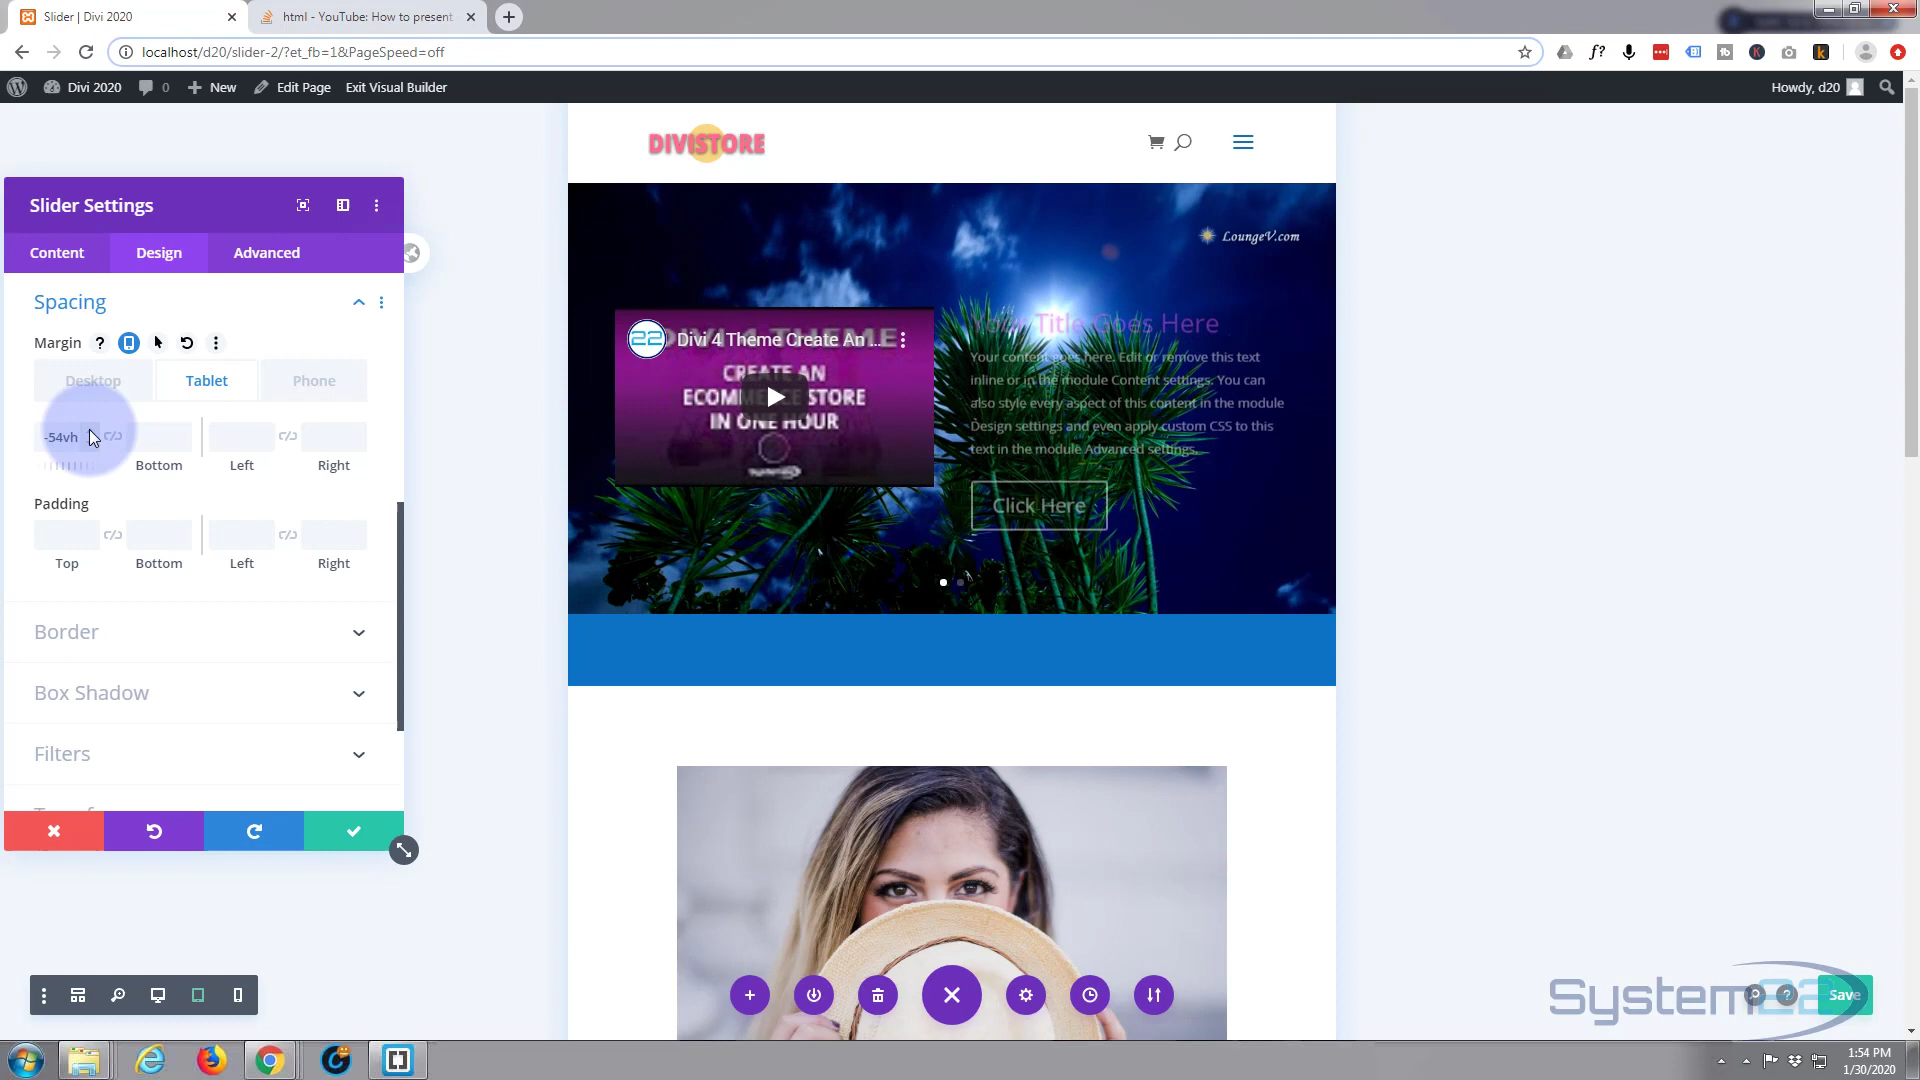 Slider | Divi 2020
html - YouTube: How to present
localhost/d20/slider-2/?et_fb=1&PageSpeed=off
Divi 2020
0
New
Edit Page
Exit Visual Builder
Howdy, d20
DIVISTORE
Slider Settings
Content
Design
Advanced
Spacing
Margin
Desktop
Tablet
Phone
-54vh
Bottom
Left
Right
Padding
Top
Bottom
Left
Right
Border
Box Shadow
Filters
LoungeV.com
22
Divi 4 Theme Create An ...
DIVI 4 THEME
CREATE AN
ECOMMERCE STORE
IN ONE HOUR
Your Title Goes Here
Your content goes here. Edit or remove this text
inline or in the module Content settings. You can
also style every aspect of this content in the module
Design settings and even apply custom CSS to this
text in the module Advanced settings.
Click Here
System22
Save
1:54 PM
1/30/2020